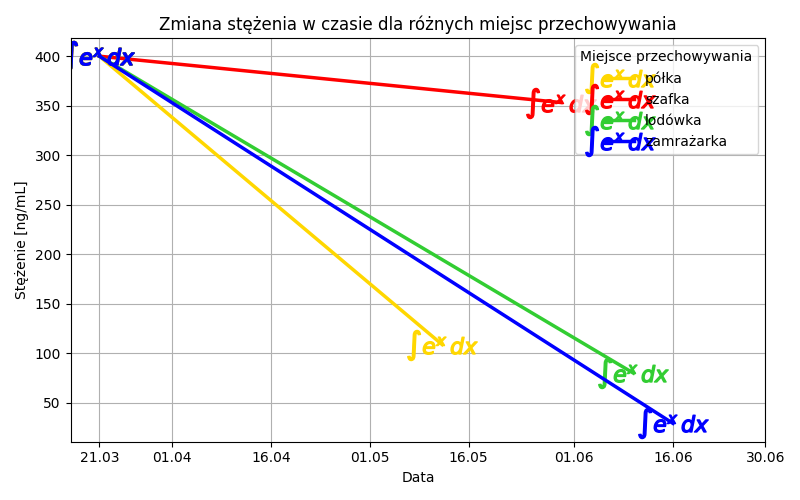 Zmiana stężenia w czasie dla różnych miejsc przechowywania
Stężenie [ng/mL]
400
350
300
250
200
150
100
50
∫ eˣ dx
∫ eˣ dx
∫ eˣ dx
∫ eˣ dx
∫ eˣ dx
Miejsce przechowywania
∫ eˣ dx półka
∫ eˣ dx szafka
∫ eˣ dx lodówka
∫ eˣ dx zamrażarka
21.03 01.04 16.04 01.05 16.05 01.06 16.06 30.06
Data